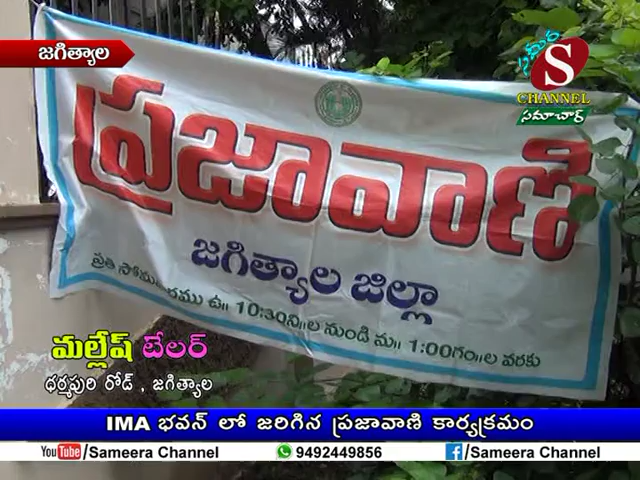 జగిత్యాల
సమీర
S
CHANNEL
సమాచార్
ప్రజావాణి
జగిత్యాల జిల్లా
ప్రతి సోమవారము ఉ॥ 10:30ని॥ల నుండి మ॥ 1:00గం॥ల వరకు
మల్లేష్ టేలర్
ధర్మపురి రోడ్ , జగిత్యాల
IMA భవన్ లో జరిగిన ప్రజావాణి కార్యక్రమం
YouTube /Sameera Channel 9492449856 f /Sameera Channel